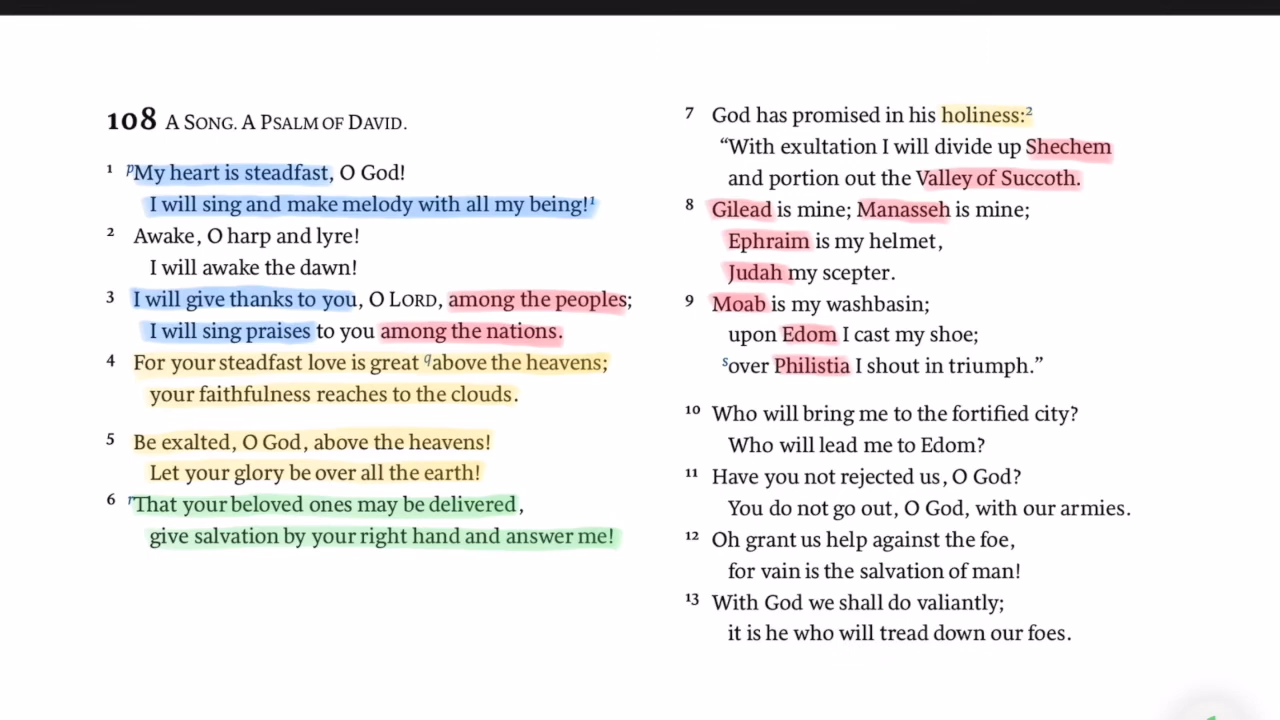 108 A SONG. A PSALM OF DAVID.
1 pMy heart is steadfast, O God!
I will sing and make melody with all my being!1
2 Awake, O harp and lyre!
I will awake the dawn!
3 I will give thanks to you, O LORD, among the peoples;
I will sing praises to you among the nations.
4 For your steadfast love is great qabove the heavens;
your faithfulness reaches to the clouds.
5 Be exalted, O God, above the heavens!
Let your glory be over all the earth!
6 rThat your beloved ones may be delivered,
give salvation by your right hand and answer me!
7 God has promised in his holiness:2
“With exultation I will divide up Shechem
and portion out the Valley of Succoth.
8 Gilead is mine; Manasseh is mine;
Ephraim is my helmet,
Judah my scepter.
9 Moab is my washbasin;
upon Edom I cast my shoe;
sover Philistia I shout in triumph.”
10 Who will bring me to the fortified city?
Who will lead me to Edom?
11 Have you not rejected us, O God?
You do not go out, O God, with our armies.
12 Oh grant us help against the foe,
for vain is the salvation of man!
13 With God we shall do valiantly;
it is he who will tread down our foes.